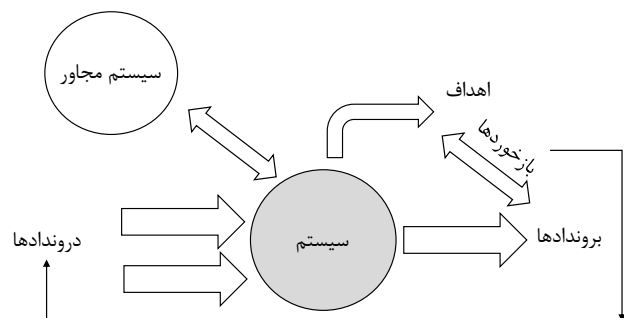 سیستم مجاور
اهداف
بازخوردها
سیستم
بروندادها
دروندادها